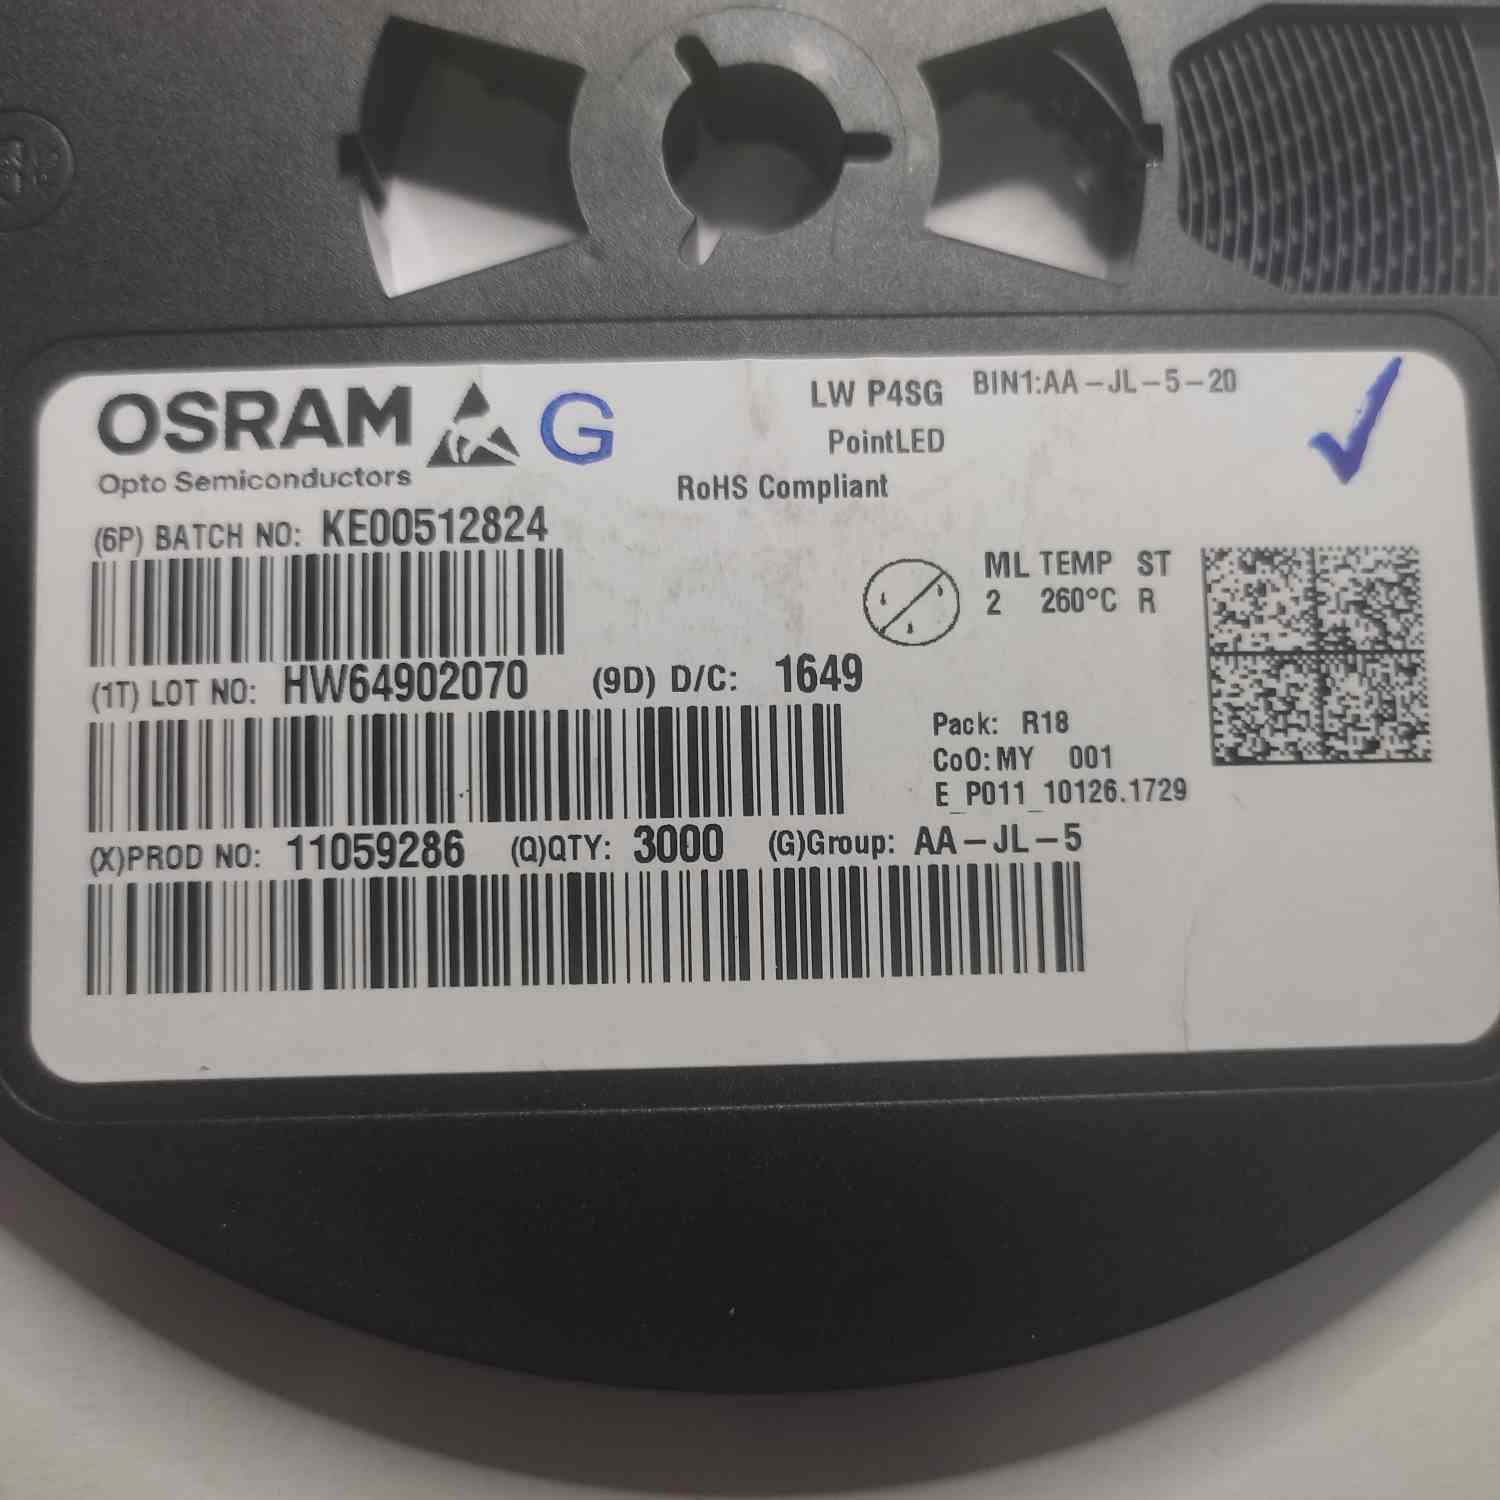 OSRAM G
Opto Semiconductors
LW P4SG BIN1:AA-JL-5-20
PointLED
RoHS Compliant
(6P) BATCH NO: KE00512824
ML TEMP ST
2 260°C R
(1T) LOT NO: HW64902070 (9D) D/C: 1649
Pack: R18
CoO:MY 001
E_P011_10126.1729
(X)PROD NO: 11059286 (Q)QTY: 3000 (G)Group: AA-JL-5